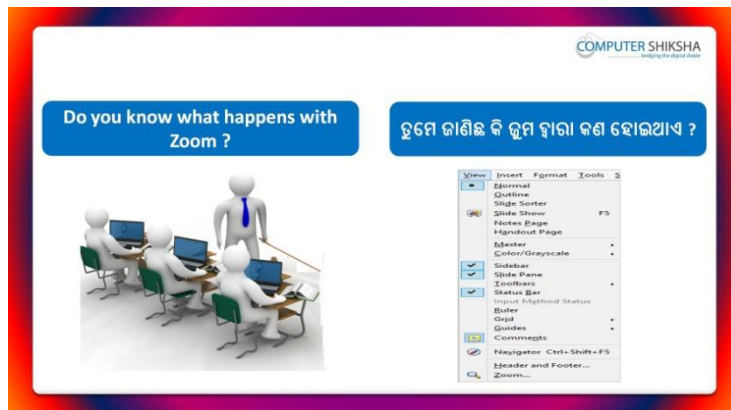 COMPUTER SHIKSHA
... bridging the digital divide
Do you know what happens with
Zoom ?
ତୁମେ ଜାଣିଛ କି ଜୁମ ଦ୍ୱାରା କଣ ହୋଇଥାଏ ?
View Insert Format Tools S
Normal
Outline
Slide Sorter
Slide Show F5
Notes Page
Handout Page
Master
Color/Grayscale
Sidebar
Slide Pane
Toolbars
Status Bar
Input Method Status
Ruler
Grid
Guides
Comments
Navigator Ctrl+Shift+F5
Header and Footer...
Zoom...